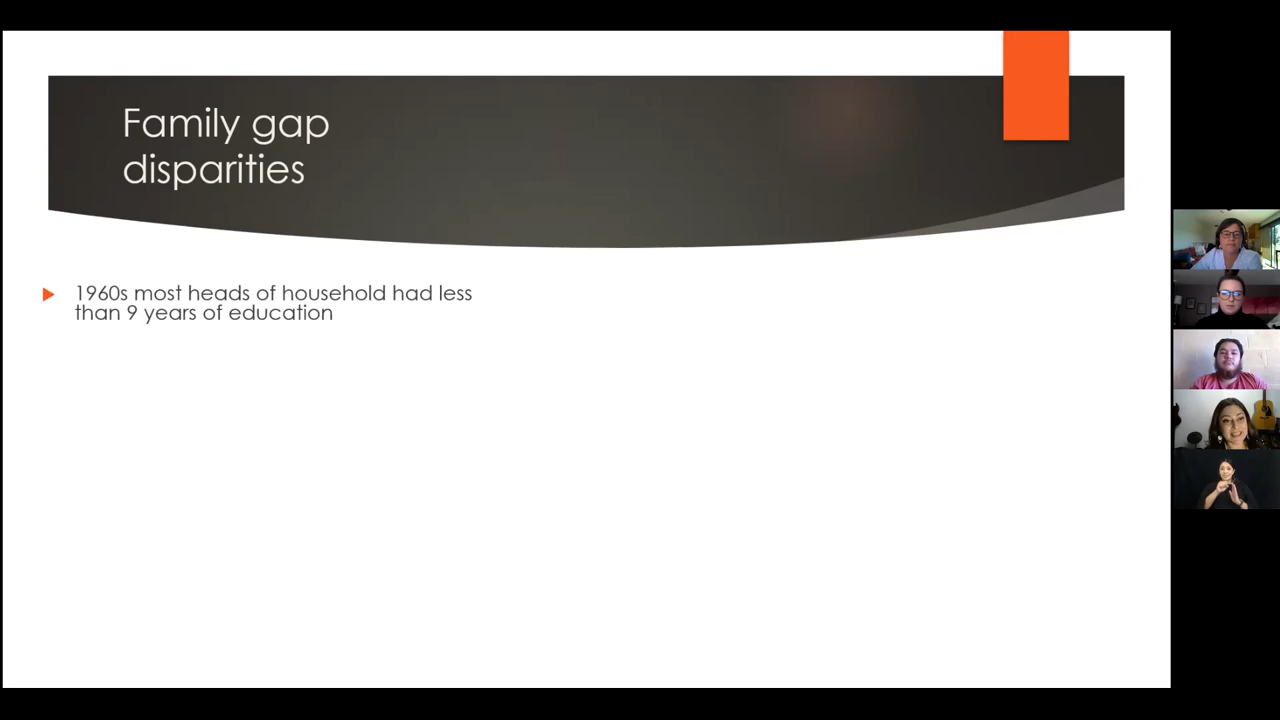 Family gap
disparities
1960s most heads of household had less
than 9 years of education